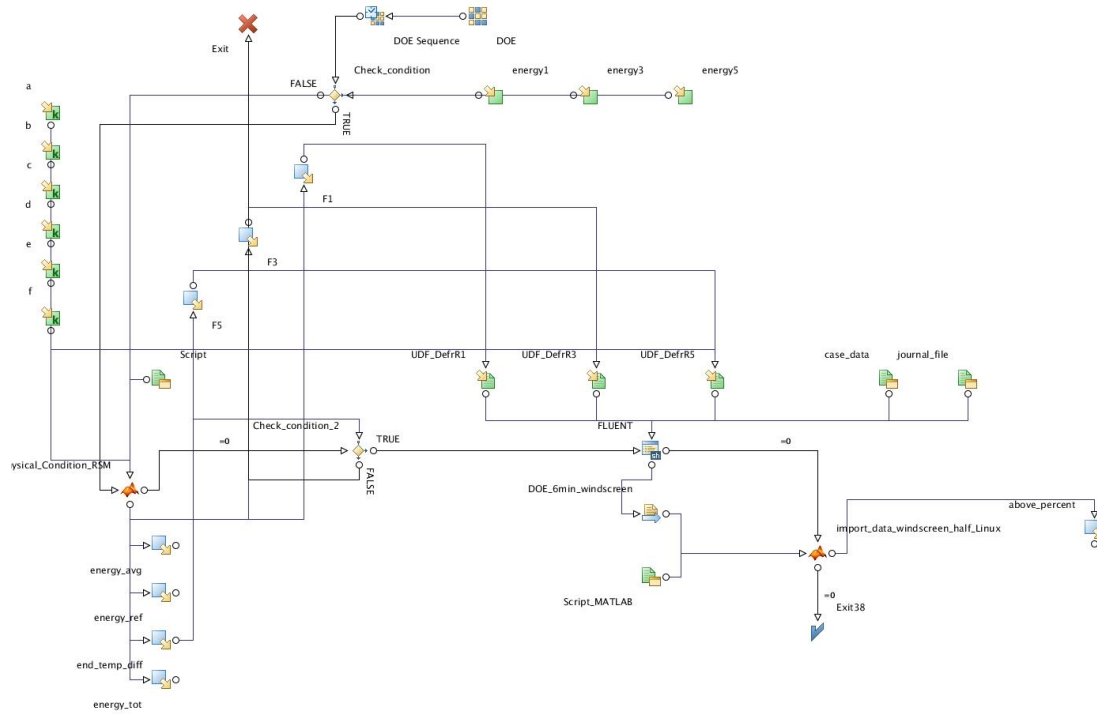 DOE Sequence
DOE
Exit
Check_condition
energy1
energy3
energy5
FALSE
TRUE
a
b
c
d
e
f
F1
F3
F5
Script
UDF_DefrR1
UDF_DefrR3
UDF_DefrR5
case_data
journal_file
Check_condition_2
FLUENT
=0
TRUE
=0
FALSE
ysical_Condition_RSM
DOE_6min_windscreen
above_percent
import_data_windscreen_half_Linux
energy_avg
Script_MATLAB
=0
Exit38
energy_ref
end_temp_diff
energy_tot